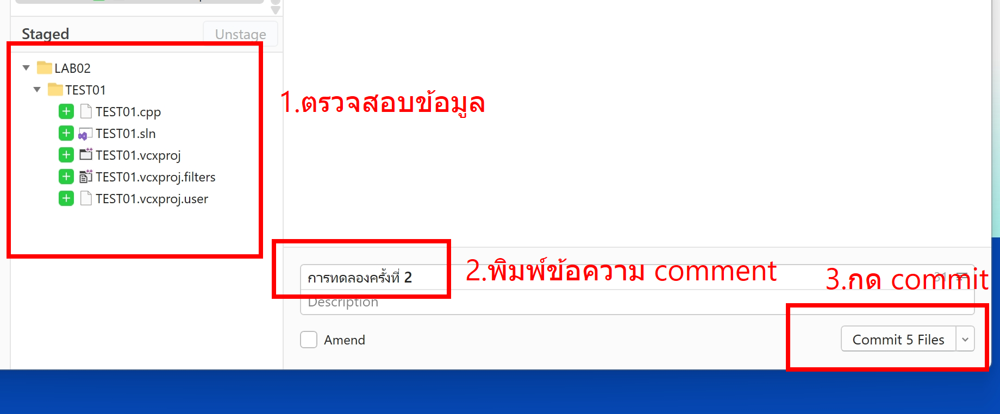 Staged
Unstage
LAB02
TEST01
TEST01.cpp
TEST01.sln
TEST01.vcxproj
TEST01.vcxproj.filters
TEST01.vcxproj.user
1.ตรวจสอบข้อมูล
การทดลองครั้งที่ 2
2.พิมพ์ข้อความ comment
3.กด commit
Description
Amend
Commit 5 Files